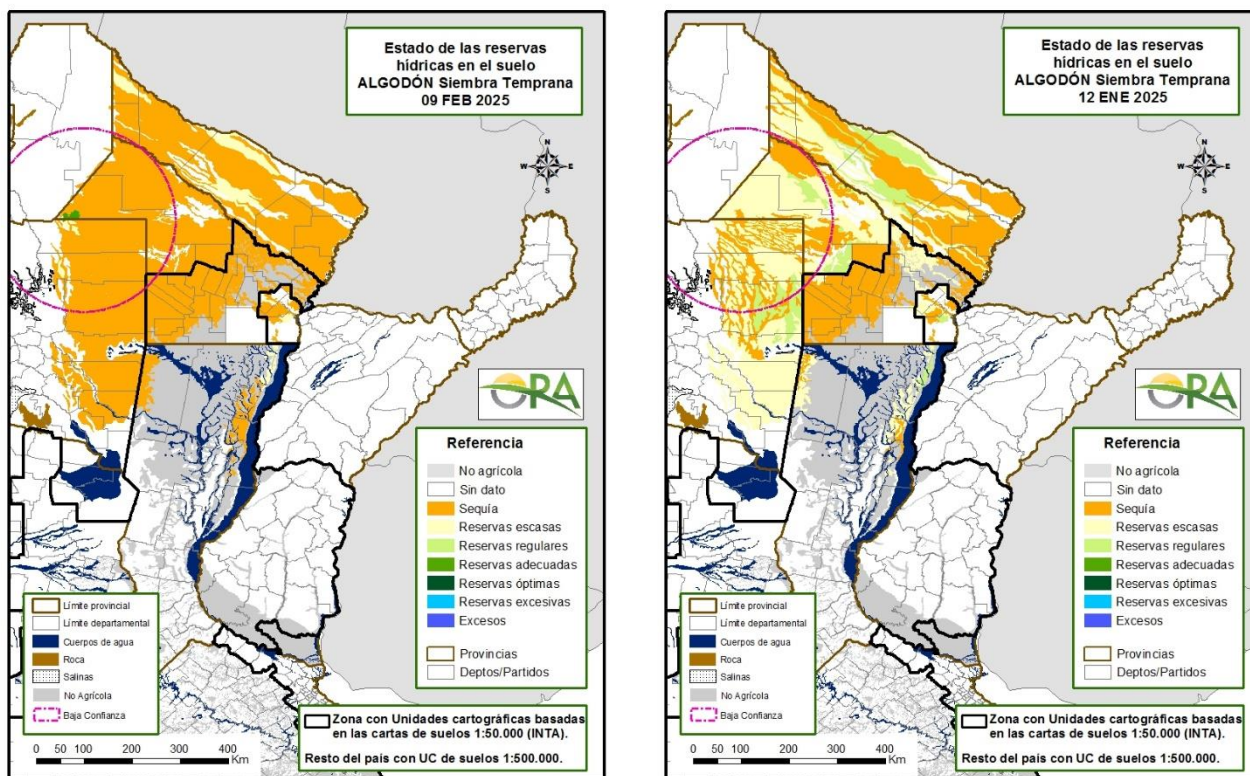 Estado de las reservas
hídricas en el suelo
ALGODÓN Siembra Temprana
09 FEB 2025
N
W E
S
ORA
Referencia
No agrícola
Sin dato
Sequía
Reservas escasas
Reservas regulares
Reservas adecuadas
Reservas óptimas
Reservas excesivas
Excesos
Provincias
Deptos/Partidos
Límite provincial
Límite departamental
Cuerpos de agua
Roca
Salinas
No Agrícola
Baja Confianza
Zona con Unidades cartográficas basadas
en las cartas de suelos 1:50.000 (INTA).
Resto del país con UC de suelos 1:500.000.
0 50 100 200 300 400
Km
Estado de las reservas
hídricas en el suelo
ALGODÓN Siembra Temprana
12 ENE 2025
N
W E
S
ORA
Referencia
No agrícola
Sin dato
Sequía
Reservas escasas
Reservas regulares
Reservas adecuadas
Reservas óptimas
Reservas excesivas
Excesos
Provincias
Deptos/Partidos
Límite provincial
Límite departamental
Cuerpos de agua
Roca
Salinas
No Agrícola
Baja Confianza
Zona con Unidades cartográficas basadas
en las cartas de suelos 1:50.000 (INTA).
Resto del país con UC de suelos 1:500.000.
0 50 100 200 300 400
Km